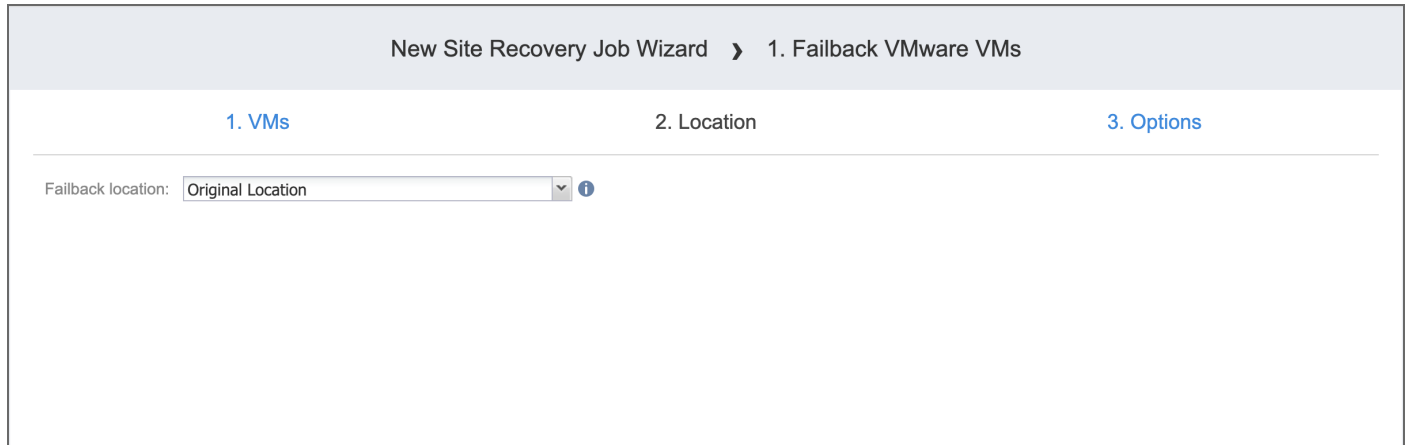 New Site Recovery Job Wizard ❯ 1. Failback VMware VMs
1. VMs 2. Location 3. Options
Failback location: Original Location